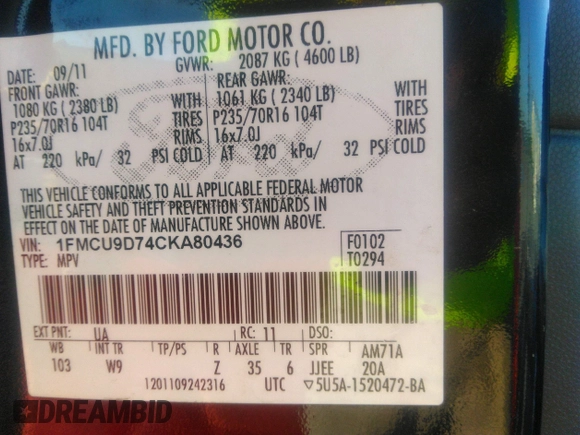 MFD. BY FORD MOTOR CO.
DATE: 09/11 GVWR: 2087 KG ( 4600 LB)
FRONT GAWR: REAR GAWR:
1080 KG ( 2380 LB) WITH 1061 KG ( 2340 LB) WITH
P235/70R16 104T TIRES P235/70R16 104T TIRES
16x7.0J RIMS 16x7.0J RIMS
AT 220 kPa/ 32 PSI COLD AT 220 kPa/ 32 PSI COLD
THIS VEHICLE CONFORMS TO ALL APPLICABLE FEDERAL MOTOR
VEHICLE SAFETY AND THEFT PREVENTION STANDARDS IN
EFFECT ON THE DATE OF MANUFACTURE SHOWN ABOVE.
VIN: 1FMCU9D74CKA80436 F0102
TYPE: MPV T0294
EXT PNT: UA RC: 11 DSO:
WB INT TR TP/PS R AXLE TR SPR AM71A
103 W9 Z 35 6 JJEE 20A
1201109242316 UTC ▽5U5A-1520472-BA
Ford
DREAMBID